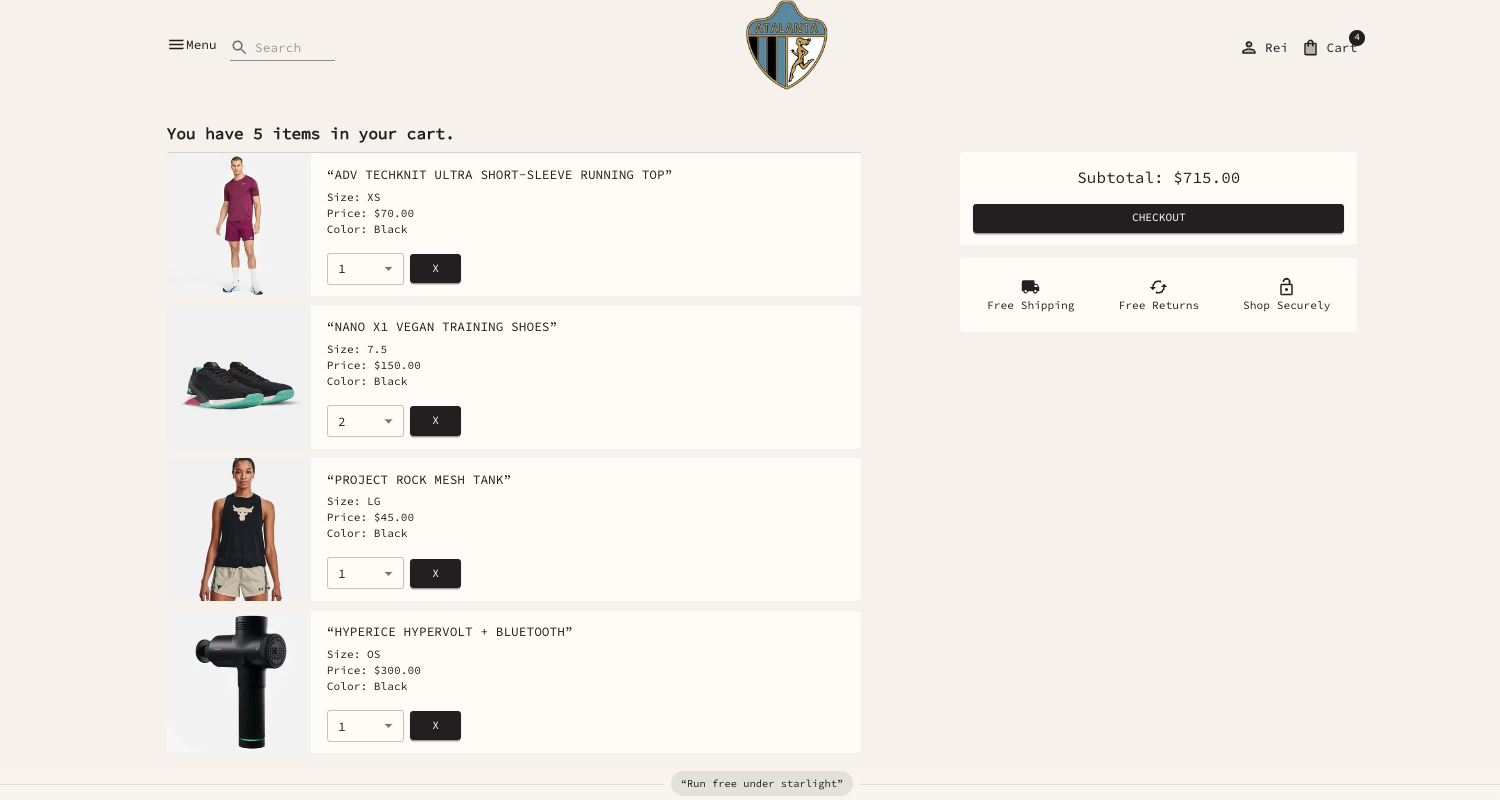 Menu
Search
ATALANTA
Rei
Cart
4
You have 5 items in your cart.
“ADV TECHKNIT ULTRA SHORT-SLEEVE RUNNING TOP”
Size: XS
Price: $70.00
Color: Black
1
X
“NANO X1 VEGAN TRAINING SHOES”
Size: 7.5
Price: $150.00
Color: Black
2
X
“PROJECT ROCK MESH TANK”
Size: LG
Price: $45.00
Color: Black
1
X
“HYPERICE HYPERVOLT + BLUETOOTH”
Size: OS
Price: $300.00
Color: Black
1
X
Subtotal: $715.00
CHECKOUT
Free Shipping
Free Returns
Shop Securely
“Run free under starlight”